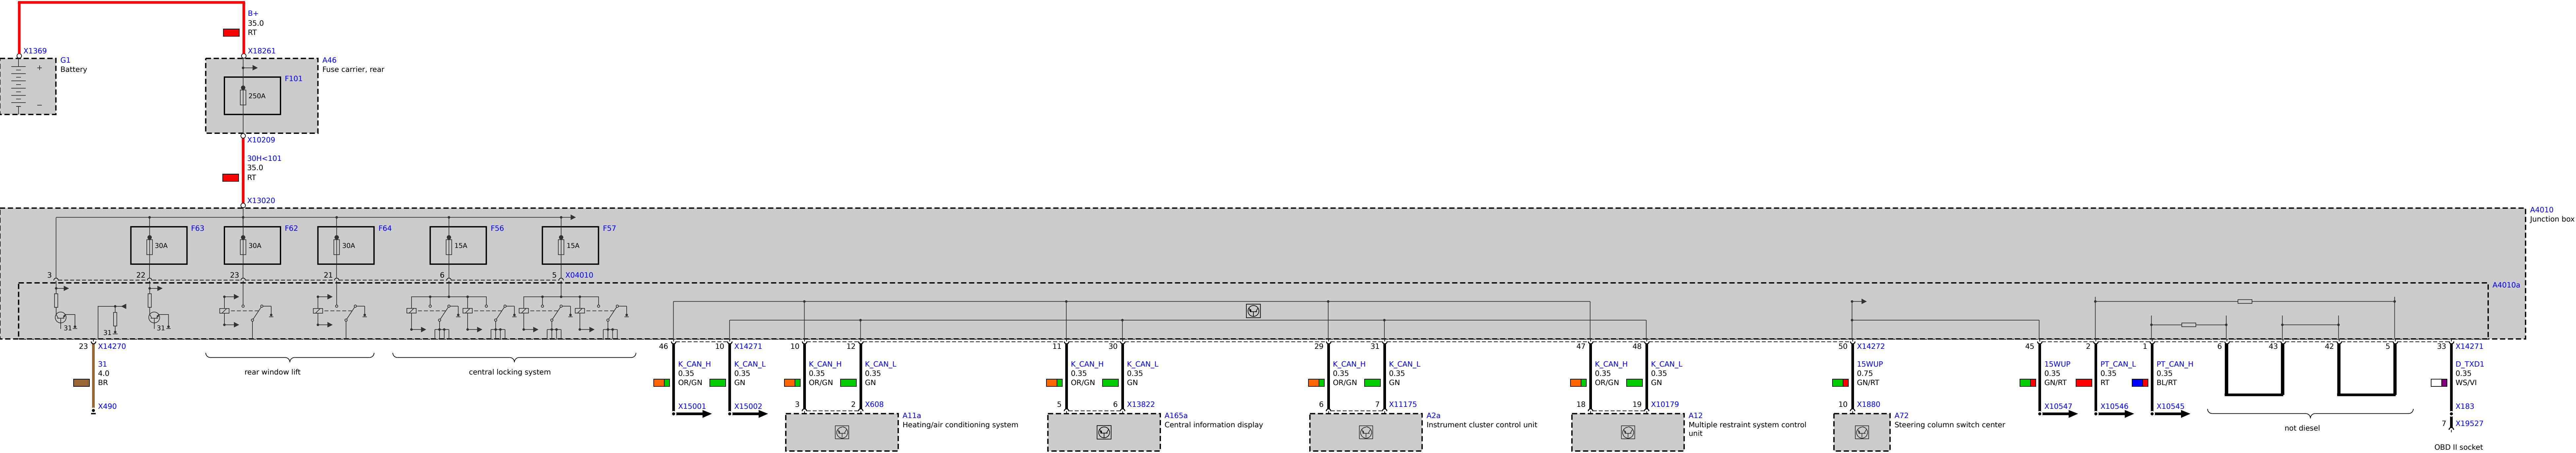 B+
35.0
RT
X1369
X18261
G1
Battery
+
−
A46
Fuse carrier, rear
F101
250A
X10209
30H<101
35.0
RT
X13020
A4010
Junction box
F63
F62
F64
F56
F57
30A
30A
30A
15A
15A
3
22
23
21
6
5
X04010
A4010a
31
31
31
23
X14270
46
10
X14271
10
12
11
30
29
31
47
48
50
X14272
45
2
1
6
43
42
5
33
X14271
31
4.0
BR
X490
rear window lift
central locking system
K_CAN_H
0.35
OR/GN
X15001
K_CAN_L
0.35
GN
X15002
K_CAN_H
0.35
OR/GN
3
K_CAN_L
0.35
GN
2
X608
A11a
Heating/air conditioning system
K_CAN_H
0.35
OR/GN
5
K_CAN_L
0.35
GN
6
X13822
A165a
Central information display
K_CAN_H
0.35
OR/GN
6
K_CAN_L
0.35
GN
7
X11175
A2a
Instrument cluster control unit
K_CAN_H
0.35
OR/GN
18
K_CAN_L
0.35
GN
19
X10179
A12
Multiple restraint system control
unit
15WUP
0.75
GN/RT
10
X1880
A72
Steering column switch center
15WUP
0.35
GN/RT
X10547
PT_CAN_L
0.35
RT
X10546
PT_CAN_H
0.35
BL/RT
X10545
not diesel
D_TXD1
0.35
WS/VI
X183
7
X19527
OBD II socket